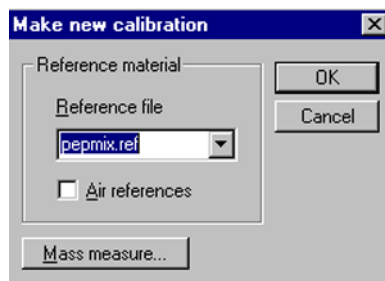 Make new calibration
Reference material
OK
Reference file
Cancel
pepmix.ref
Air references
Mass measure...